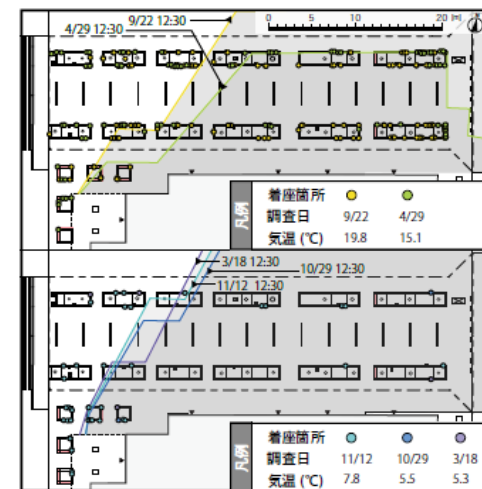 9/22 12:30
4/29 12:30
0 5 10 20 [m]
凡例
着座箇所
調査日 9/22 4/29
気温 (℃) 19.8 15.1
3/18 12:30
10/29 12:30
11/12 12:30
凡例
着座箇所
調査日 11/12 10/29 3/18
気温 (℃) 7.8 5.5 5.3